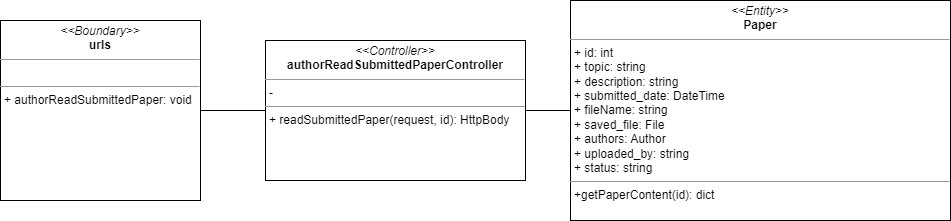 <<Boundary>>
urls
+ authorReadSubmittedPaper: void
<<Controller>>
authorReadSubmittedPaperController
-
+ readSubmittedPaper(request, id): HttpBody
<<Entity>>
Paper
+ id: int
+ topic: string
+ description: string
+ submitted_date: DateTime
+ fileName: string
+ saved_file: File
+ authors: Author
+ uploaded_by: string
+ status: string
+getPaperContent(id): dict